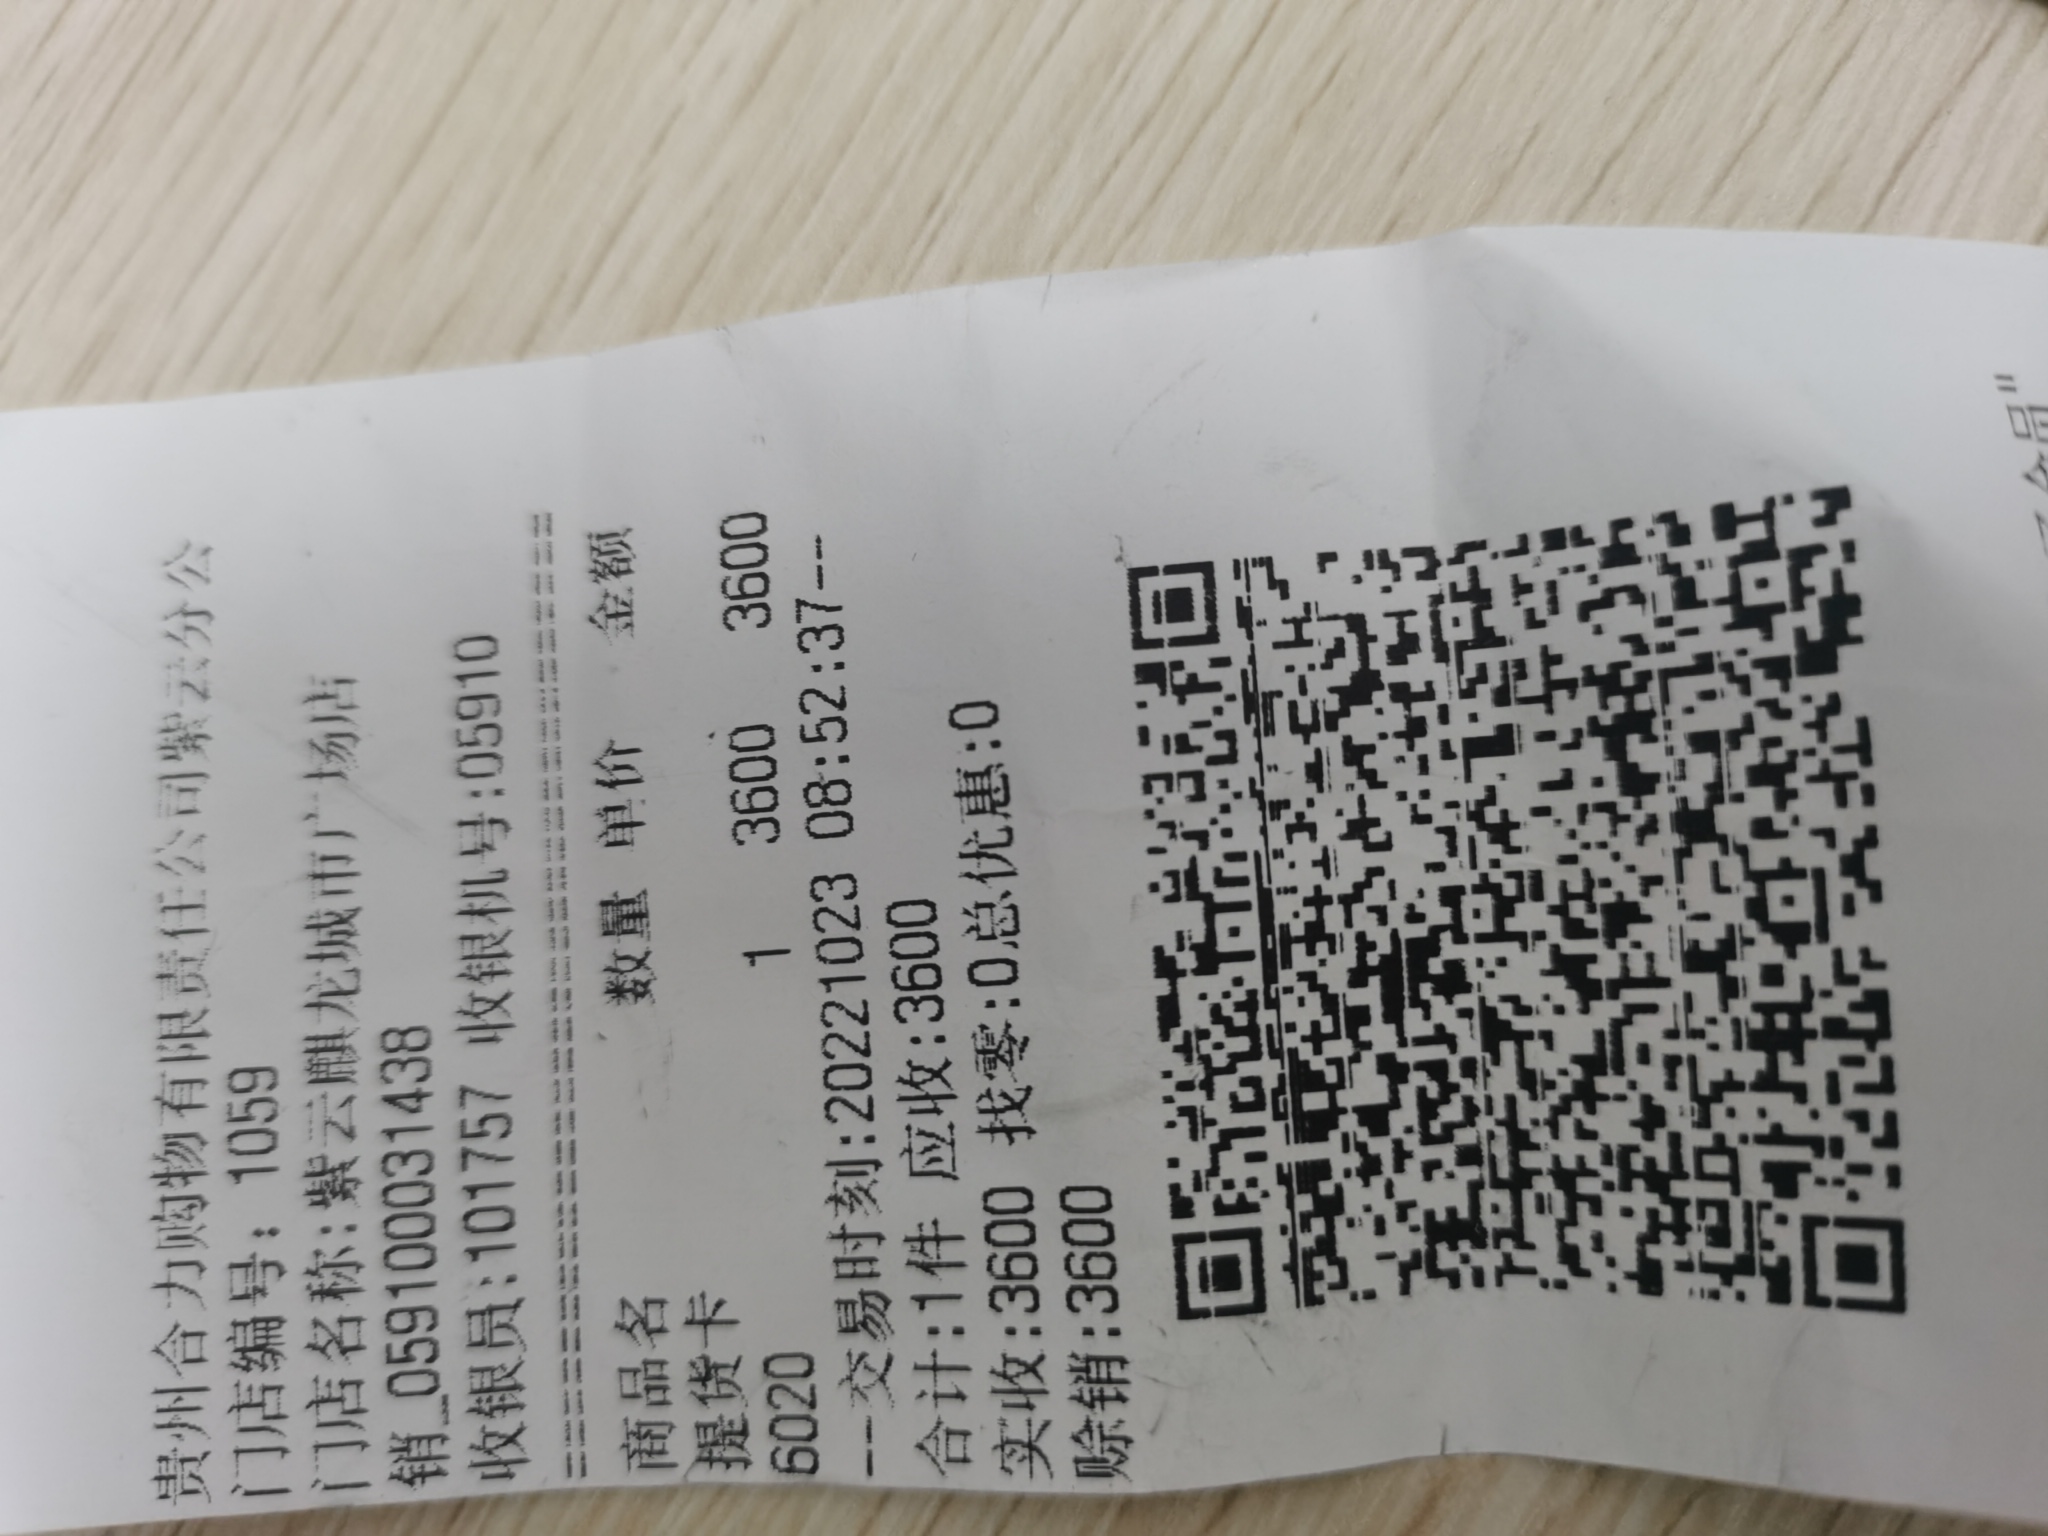 贵州合力购物有限责任公司紫云分公
门店编号: 1059
门店名称:紫云麒龙城市广场店
销_059100031438
收银员:101757 收银机号:05910
商品名 数量 单价 金额
提货卡
6020 1 3600 3600
---交易时刻:20221023 08:52:37--
合计:1件 应收:3600
实收:3600 找零:0总优惠:0
赊销:3600